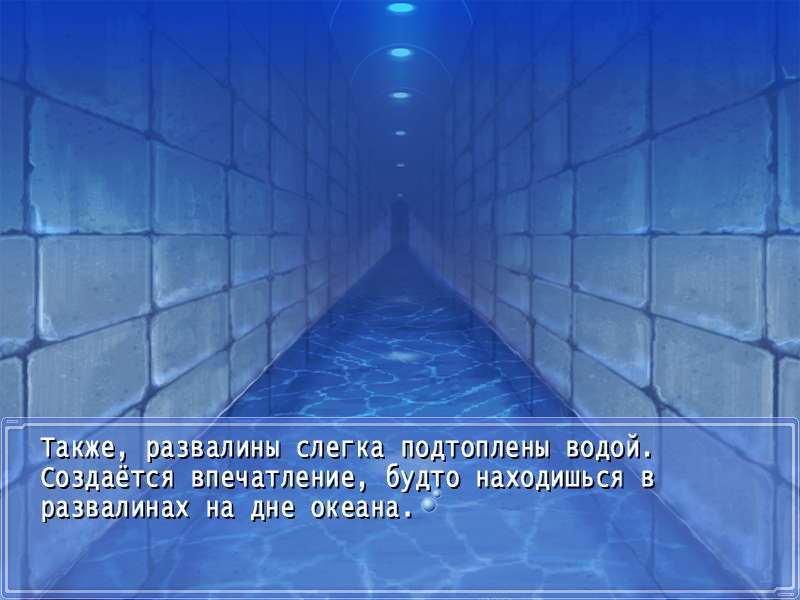 Также, развалины слегка подтоплены водой.
Создаётся впечатление, будто находишься в
развалинах на дне океана.